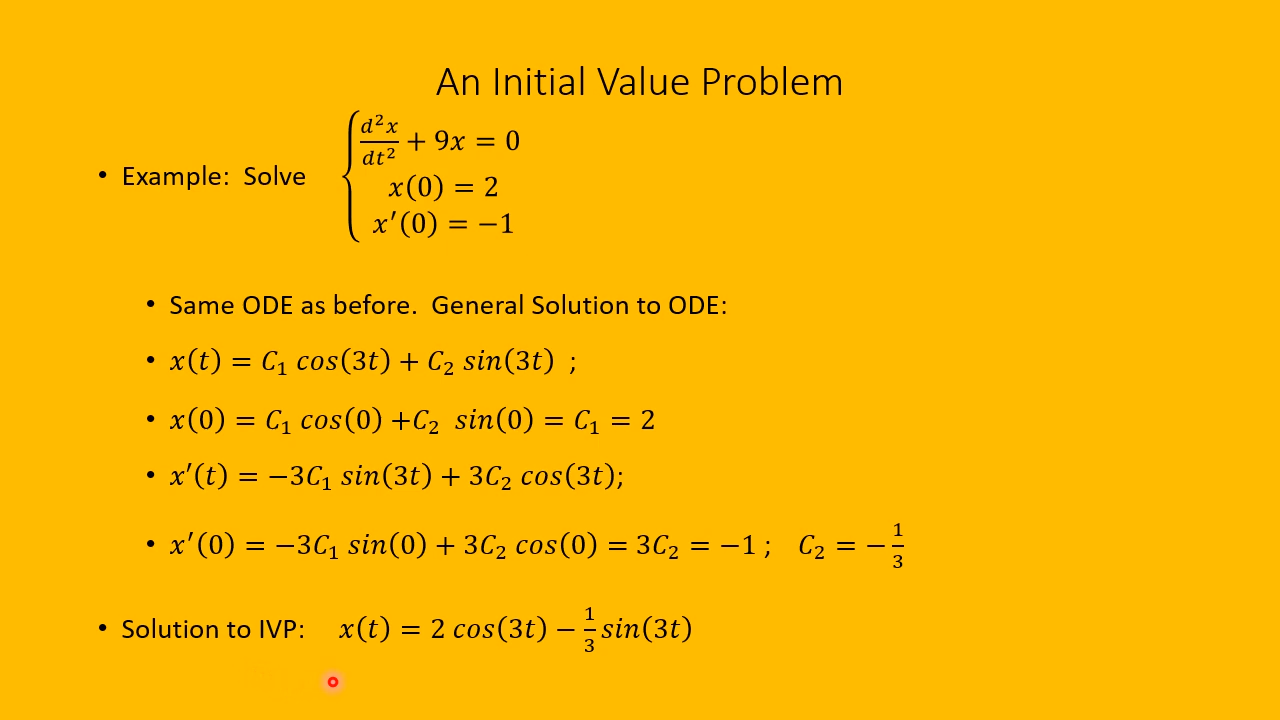 An Initial Value Problem
• Example: Solve { d²x/dt² + 9x = 0
x(0) = 2
x′(0) = −1
• Same ODE as before. General Solution to ODE:
• x(t) = C₁ cos(3t) + C₂ sin(3t) ;
• x(0) = C₁ cos(0) +C₂ sin(0) = C₁ = 2
• x′(t) = −3C₁ sin(3t) + 3C₂ cos(3t);
• x′(0) = −3C₁ sin(0) + 3C₂ cos(0) = 3C₂ = −1 ; C₂ = −1/3
• Solution to IVP: x(t) = 2 cos(3t) − 1/3 sin(3t)